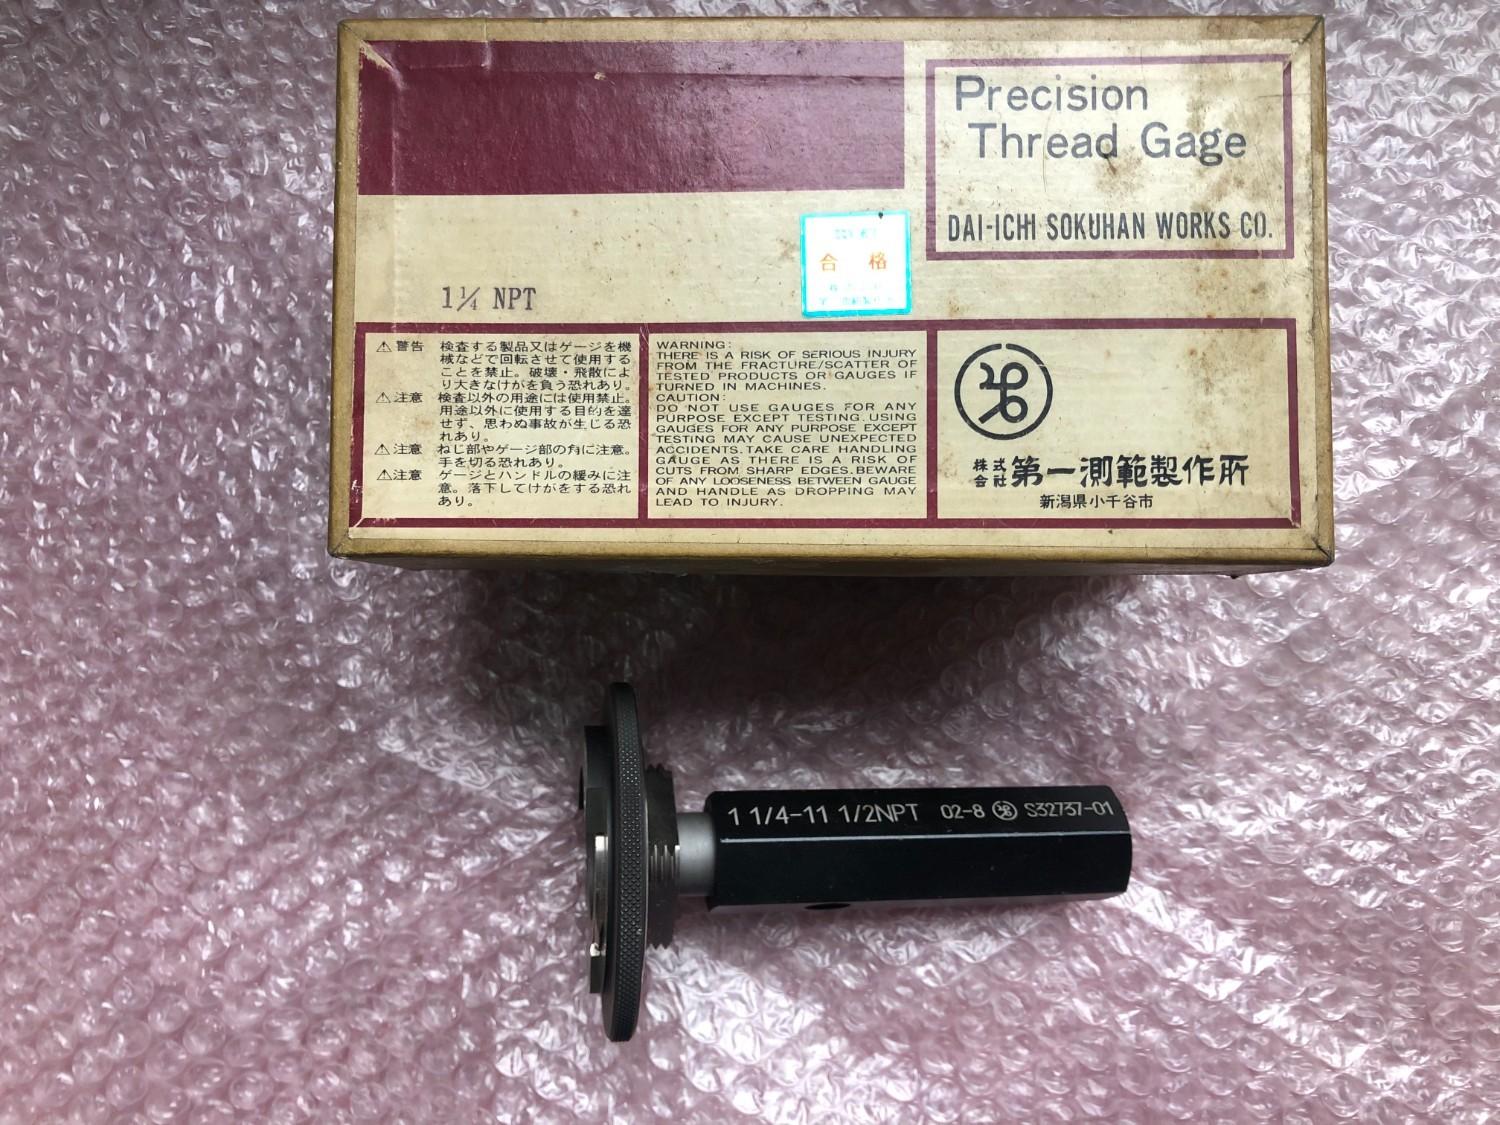 Precision
Thread Gage
DAI-ICHI SOKUHAN WORKS CO.
合 格
1 1/4 NPT
⚠警告 検査する製品又はゲージを機
械などで回転させて使用する
ことを禁止。破壊・飛散によ
り大きなけがを負う恐れあり。
⚠注意 検査以外の用途には使用禁止。
用途以外に使用する目的を達
せず、思わぬ事故が生じる恐
れあり。
⚠注意 ねじ部やゲージ部の角に注意。
手を切る恐れあり。
⚠注意 ゲージとハンドルの緩みに注
意。落下してけがをする恐れ
あり。
WARNING:
THERE IS A RISK OF SERIOUS INJURY
FROM THE FRACTURE/SCATTER OF
TESTED PRODUCTS OR GAUGES IF
TURNED IN MACHINES.
CAUTION:
DO NOT USE GAUGES FOR ANY
PURPOSE EXCEPT TESTING. USING
GAUGES FOR ANY PURPOSE EXCEPT
TESTING MAY CAUSE UNEXPECTED
ACCIDENTS. TAKE CARE HANDLING
GAUGE AS THERE IS A RISK OF
CUTS FROM SHARP EDGES. BEWARE
OF ANY LOOSENESS BETWEEN GAUGE
AND HANDLE AS DROPPING MAY
LEAD TO INJURY.
株式会社 第一測範製作所
新潟県小千谷市
1 1/4-11 1/2NPT 02-8 S32737-01